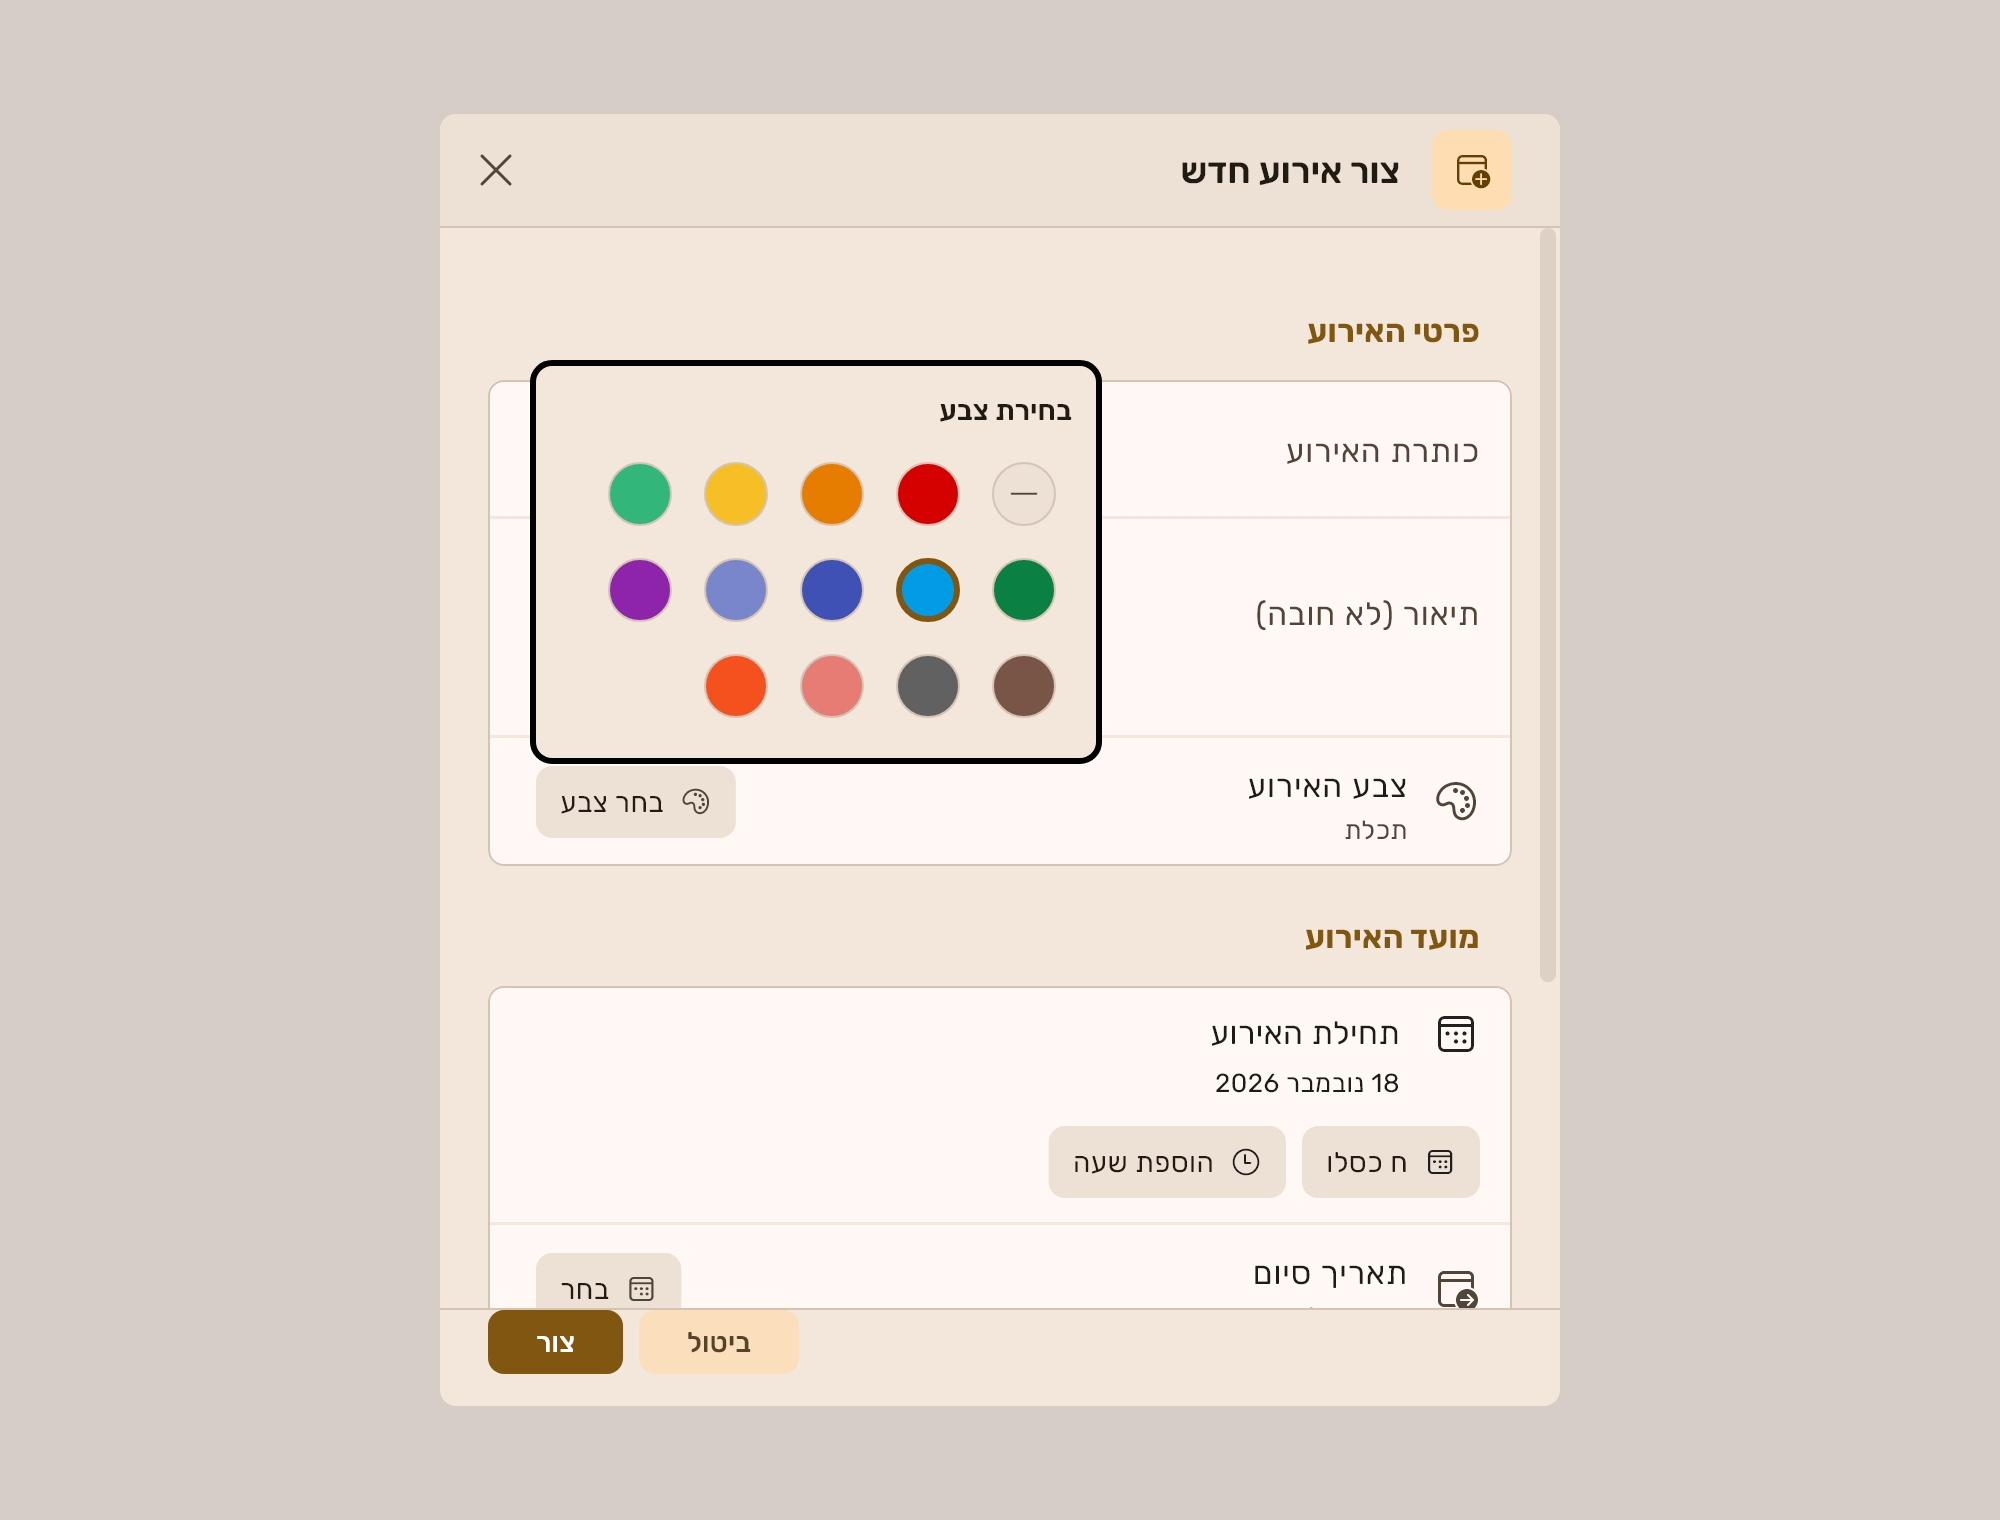 צור אירוע חדש
פרטי האירוע
בחירת צבע
כותרת האירוע
תיאור (לא חובה)
צבע האירוע
תכלת
בחר צבע
מועד האירוע
תחילת האירוע
18 נובמבר 2026
ח כסלו
הוספת שעה
תאריך סיום
בחר
ביטול
צור